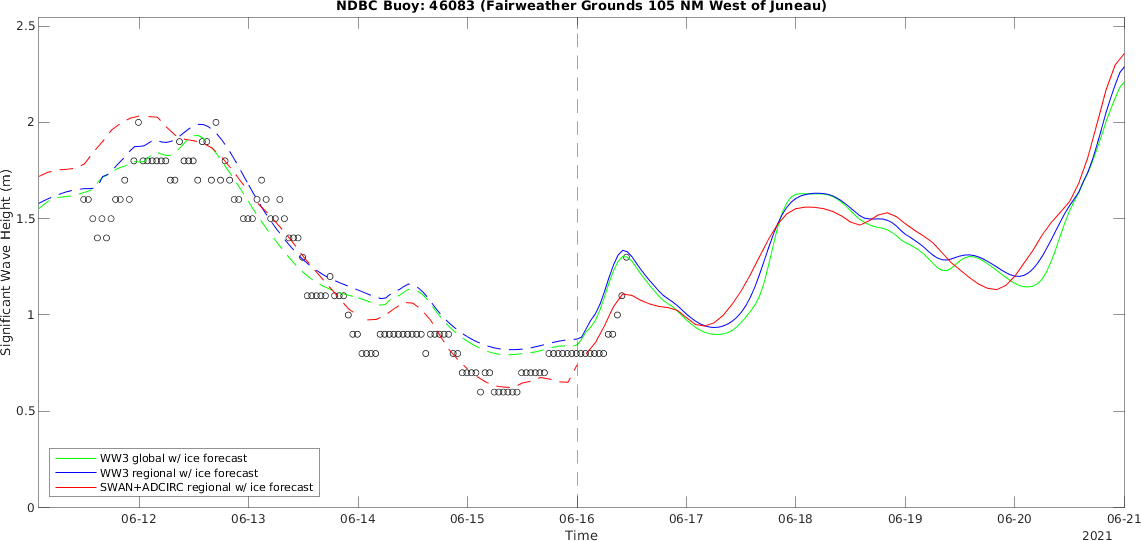 NDBC Buoy: 46083 (Fairweather Grounds 105 NM West of Juneau)
2.5
2
1.5
1
0.5
0
Significant Wave Height (m)
WW3 global w/ ice forecast
WW3 regional w/ ice forecast
SWAN+ADCIRC regional w/ ice forecast
06-12 06-13 06-14 06-15 06-16 06-17 06-18 06-19 06-20 06-21
Time
2021